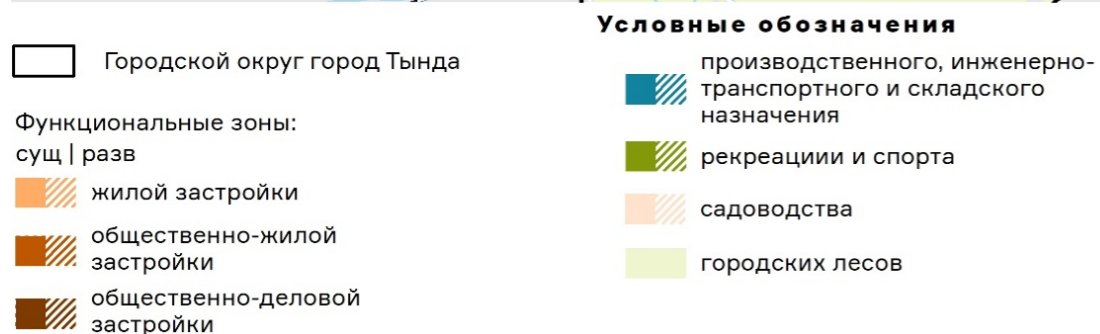 Условные обозначения
Городской округ город Тында
Функциональные зоны:
сущ | разв
жилой застройки
общественно-жилой
застройки
общественно-деловой
застройки
производственного, инженерно-
транспортного и складского
назначения
рекреациии и спорта
садоводства
городских лесов